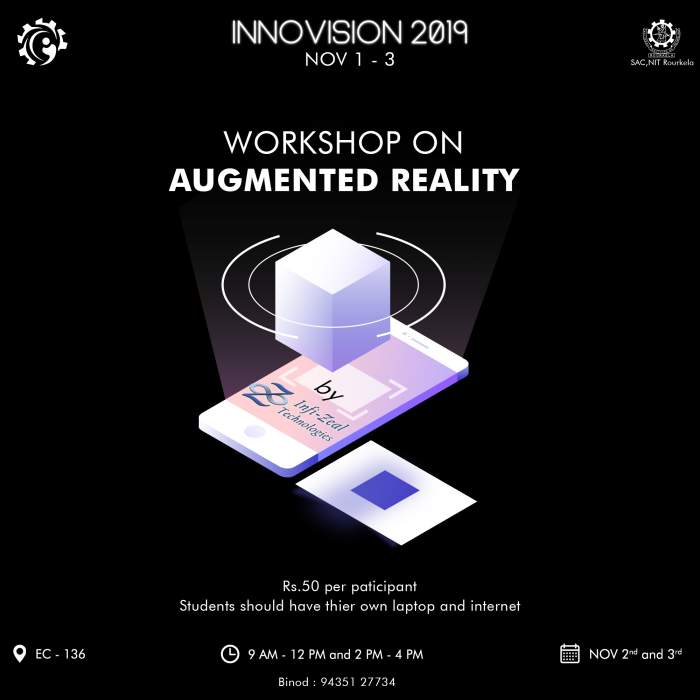 INNOVISION 2019
NOV 1 - 3
SAC,NIT Rourkela
WORKSHOP ON
AUGMENTED REALITY
by
Infi-Zeal
Technologies
Rs.50 per paticipant
Students should have thier own laptop and internet
EC - 136
9 AM - 12 PM and 2 PM - 4 PM
NOV 2nd and 3rd
Binod : 94351 27734